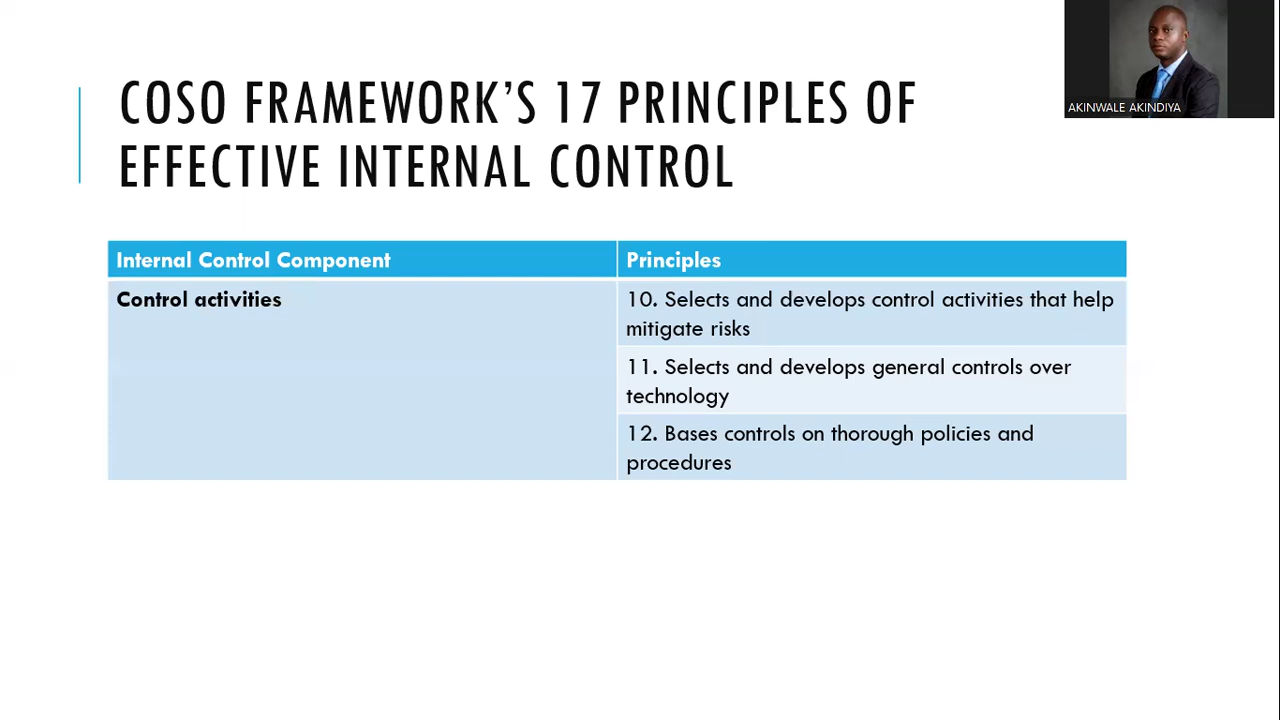 COSO FRAMEWORK’S 17 PRINCIPLES OF
EFFECTIVE INTERNAL CONTROL
AKINWALE AKINDIYA
Internal Control Component
Principles
Control activities
10. Selects and develops control activities that help
mitigate risks
11. Selects and develops general controls over
technology
12. Bases controls on thorough policies and
procedures